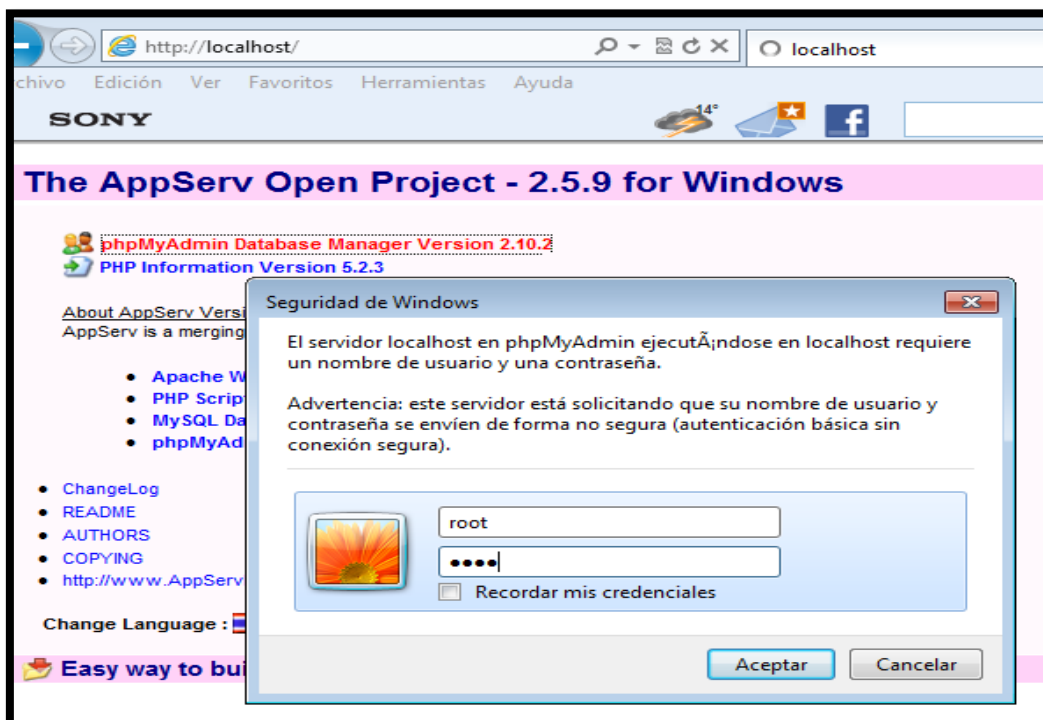 http://localhost/
localhost
chivo Edición Ver Favoritos Herramientas Ayuda
SONY
14°
The AppServ Open Project - 2.5.9 for Windows
phpMyAdmin Database Manager Version 2.10.2
PHP Information Version 5.2.3
About AppServ Versi
AppServ is a merging
Apache W
PHP Scrip
MySQL Da
phpMyAd
ChangeLog
README
AUTHORS
COPYING
http://www.AppServ
Change Language :
Easy way to bui
Seguridad de Windows
El servidor localhost en phpMyAdmin ejecutÃ¡ndose en localhost requiere
un nombre de usuario y una contraseña.
Advertencia: este servidor está solicitando que su nombre de usuario y
contraseña se envíen de forma no segura (autenticación básica sin
conexión segura).
root
••••
Recordar mis credenciales
Aceptar Cancelar